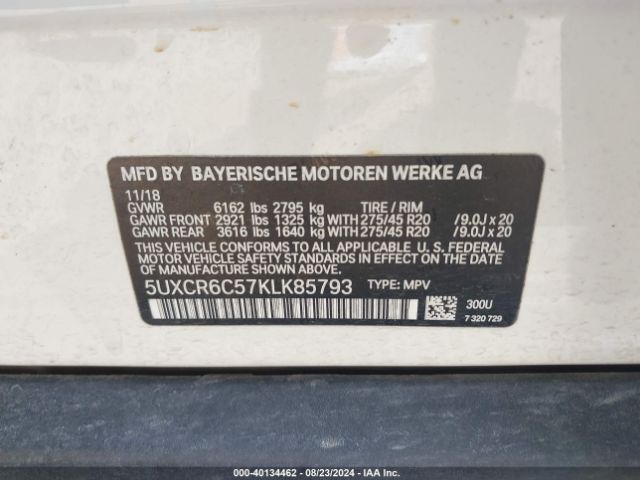 MFD BY BAYERISCHE MOTOREN WERKE AG
11/18
GVWR 6162 lbs 2795 kg TIRE / RIM
GAWR FRONT 2921 lbs 1325 kg WITH 275/45 R20 /9.0J x 20
GAWR REAR 3616 lbs 1640 kg WITH 275/45 R20 /9.0J x 20
THIS VEHICLE CONFORMS TO ALL APPLICABLE U. S. FEDERAL
MOTOR VEHICLE SAFETY STANDARDS IN EFFECT ON THE
DATE OF MANUFACTURE SHOWN ABOVE.
5UXCR6C57KLK85793 TYPE: MPV
300U
7 320 729
000-40134462 - 08/23/2024 - IAA Inc.